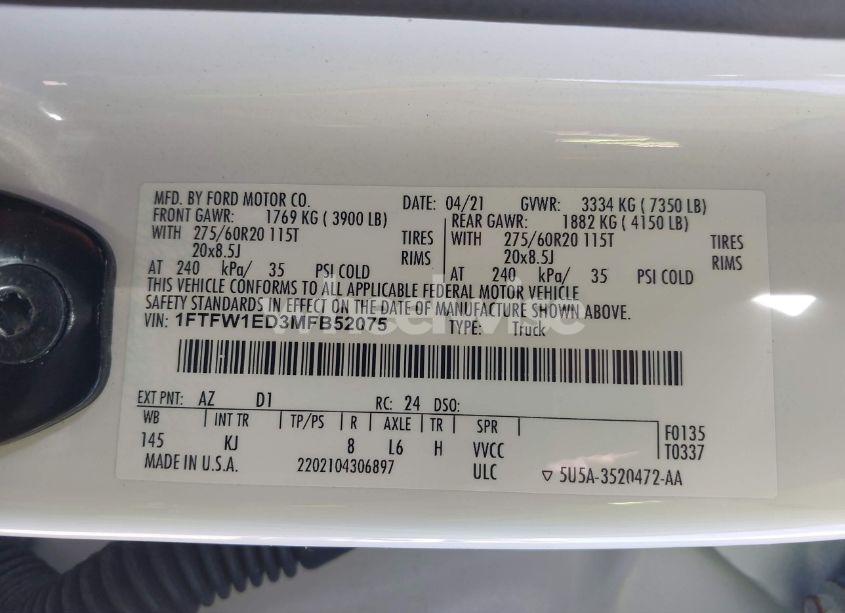 MFD. BY FORD MOTOR CO. DATE: 04/21 GVWR: 3334 KG ( 7350 LB)
FRONT GAWR: 1769 KG ( 3900 LB) REAR GAWR: 1882 KG ( 4150 LB)
WITH 275/60R20 115T TIRES WITH 275/60R20 115T TIRES
20x8.5J RIMS 20x8.5J RIMS
AT 240 kPa/ 35 PSI COLD AT 240 kPa/ 35 PSI COLD
THIS VEHICLE CONFORMS TO ALL APPLICABLE FEDERAL MOTOR VEHICLE
SAFETY STANDARDS IN EFFECT ON THE DATE OF MANUFACTURE SHOWN ABOVE.
VIN: 1FTFW1ED3MFB52075 TYPE: Truck
EXT PNT: AZ D1 RC: 24 DSO:
WB INT TR TP/PS R AXLE TR SPR F0135
145 KJ 8 L6 H VVCC T0337
MADE IN U.S.A. 2202104306897 ULC ▽ 5U5A-3520472-AA